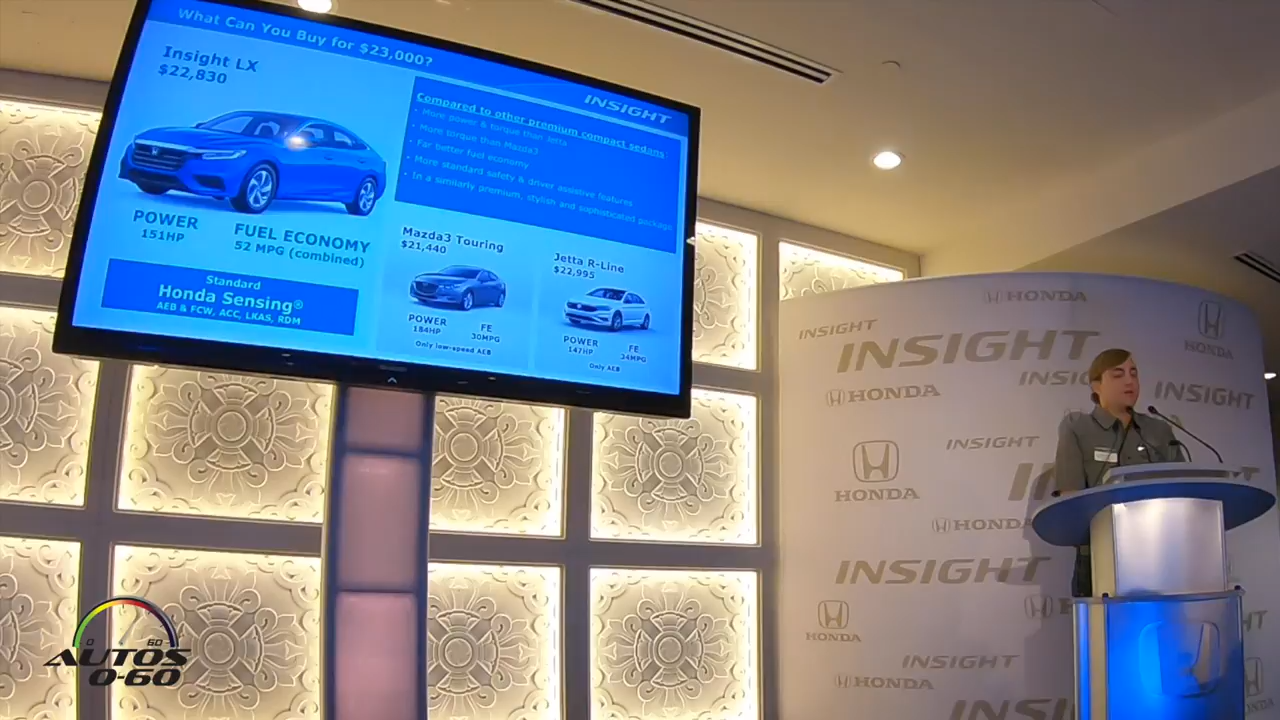 What Can You Buy for $23,000?
INSIGHT
Insight LX
$22,830
POWER
151HP
FUEL ECONOMY
52 MPG (combined)
Standard
Honda Sensing®
AEB & FCW, ACC, LKAS, RDM
Compared to other premium compact sedans:
• More power & torque than Jetta
• More torque than Mazda3
• Far better fuel economy
• More standard safety & driver assistive features
• In a similarly premium, stylish and sophisticated package
Mazda3 Touring
$21,440
POWER
184HP
FE
30MPG
Only low-speed AEB
Jetta R-Line
$22,995
POWER
147HP
FE
34MPG
Only AEB
HONDA
INSIGHT
INSIGHT
HONDA
INSIGHT
HONDA
INSIGHT
INSIGHT
HONDA
HONDA
INSIGHT
HONDA
INSIGHT
HONDA
INSIGH
0 60
AUTOS
0-60